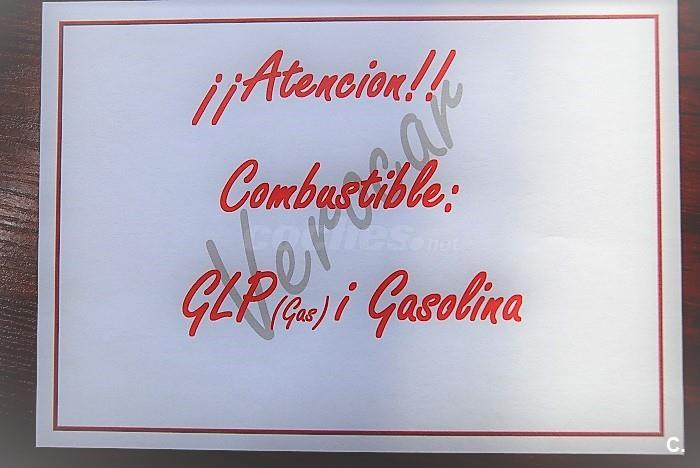 ¡¡Atencion!!
Combustible:
GLP (Gas) i Gasolina
Verocar
coches.net
C.